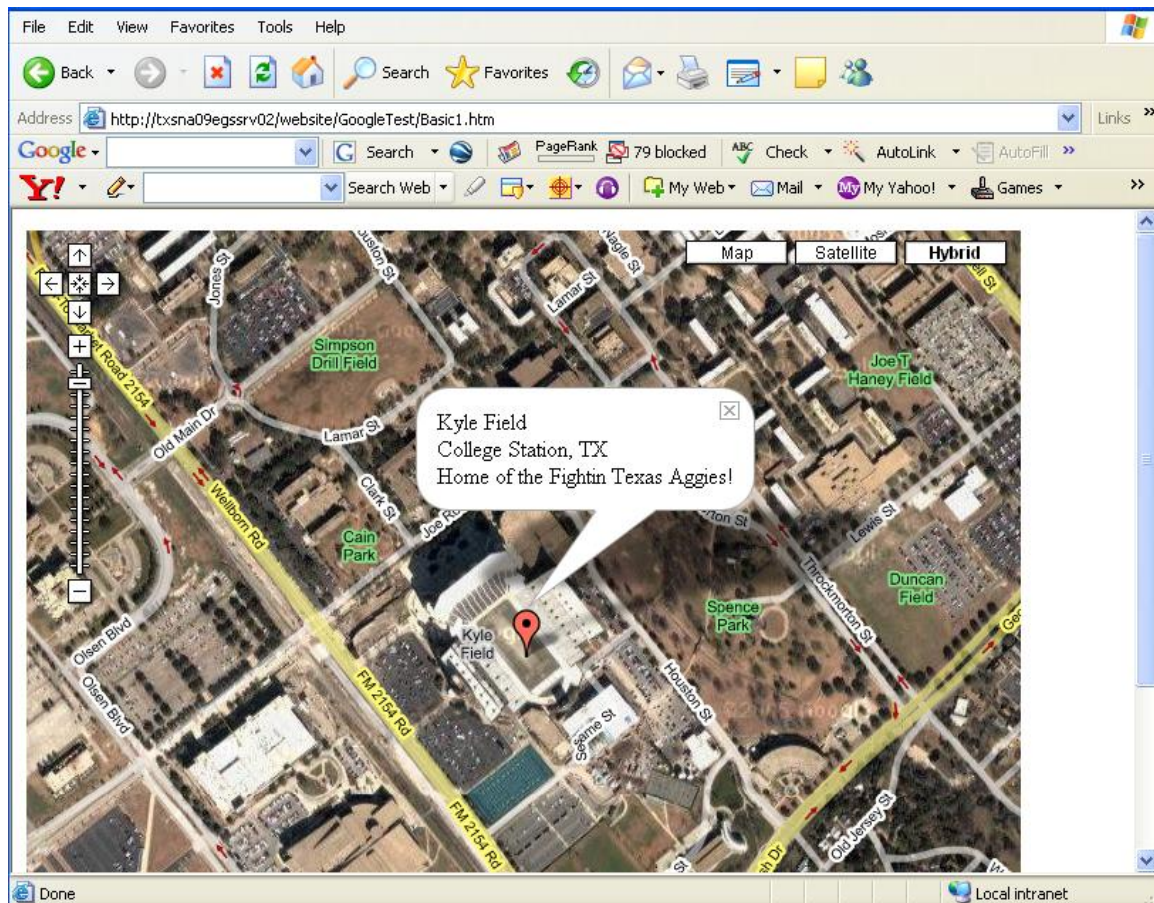 File Edit View Favorites Tools Help
Back Search Favorites
Address http://txsna09egssrv02/website/GoogleTest/Basic1.htm Links »
Google Search PageRank 79 blocked ABC Check AutoLink AutoFill »
Y! Search Web My Web Mail My My Yahoo! Games »
Map Satellite Hybrid
Jones St
Nagle St
Lamar St
Simpson
Drill Field
Joe T
Haney Field
Old Main Dr
Lamar St
Kyle Field
College Station, TX
Home of the Fightin Texas Aggies!
Clark St
Wellborn Rd
Cain
Park
Lewis St
Throckmorton St
Duncan
Field
Spence
Park
Kyle
Field
Olsen Blvd
Olsen Blvd
Houston St
FM 2154 Rd
Sesame St
FM 2154 Rd
Old Jersey St
St
Done Local intranet